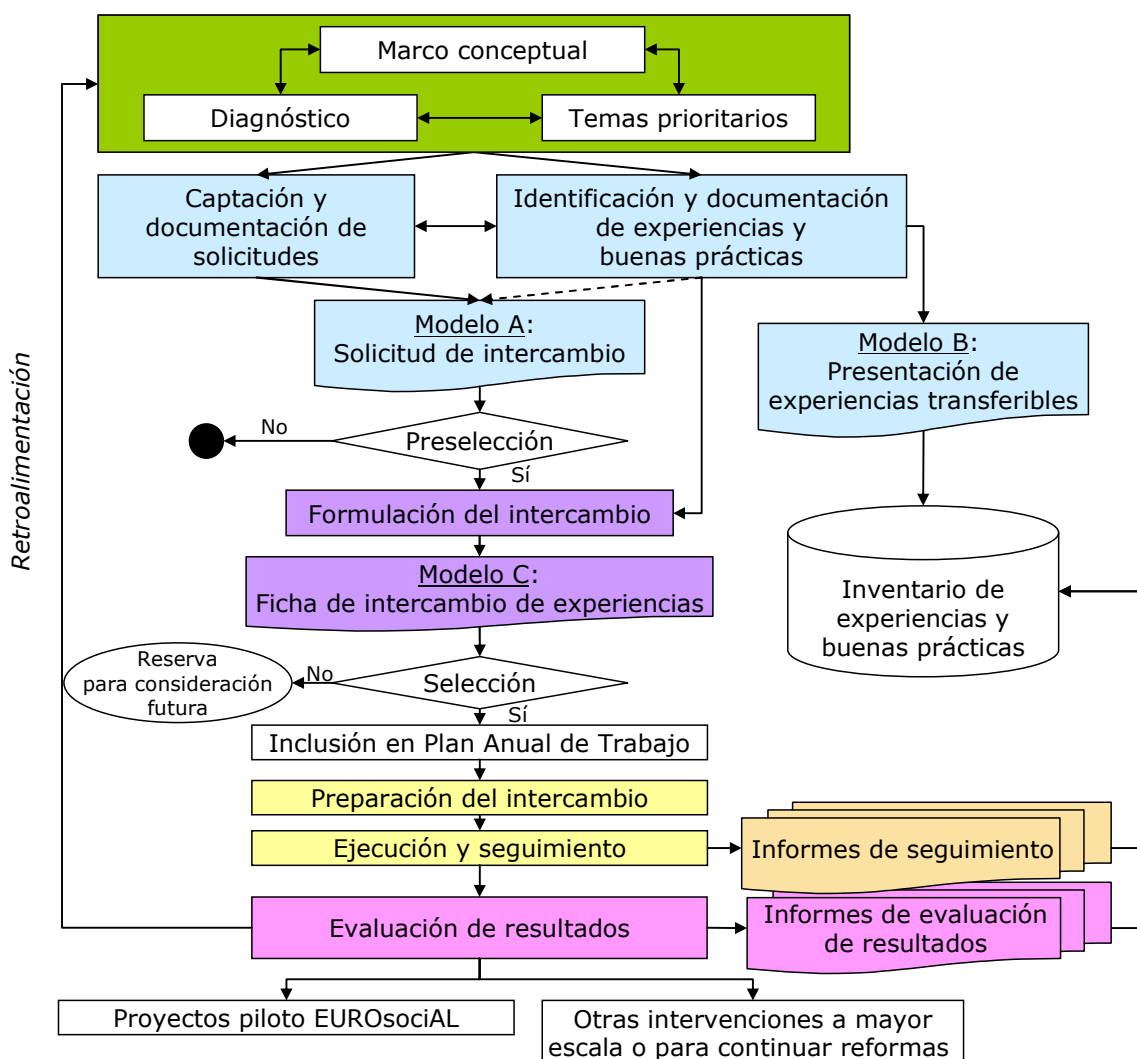 Marco conceptual
Diagnóstico
Temas prioritarios
Captación y
documentación de
solicitudes
Identificación y documentación
de experiencias y
buenas prácticas
Modelo A:
Solicitud de intercambio
Modelo B:
Presentación de
experiencias transferibles
No
Preselección
Sí
Retroalimentación
Formulación del intercambio
Modelo C:
Ficha de intercambio de experiencias
Inventario de
experiencias y
buenas prácticas
Reserva
para consideración
futura
No
Selección
Sí
Inclusión en Plan Anual de Trabajo
Preparación del intercambio
Ejecución y seguimiento
Informes de seguimiento
Evaluación de resultados
Informes de evaluación
de resultados
Proyectos piloto EUROsociAL
Otras intervenciones a mayor
escala o para continuar reformas